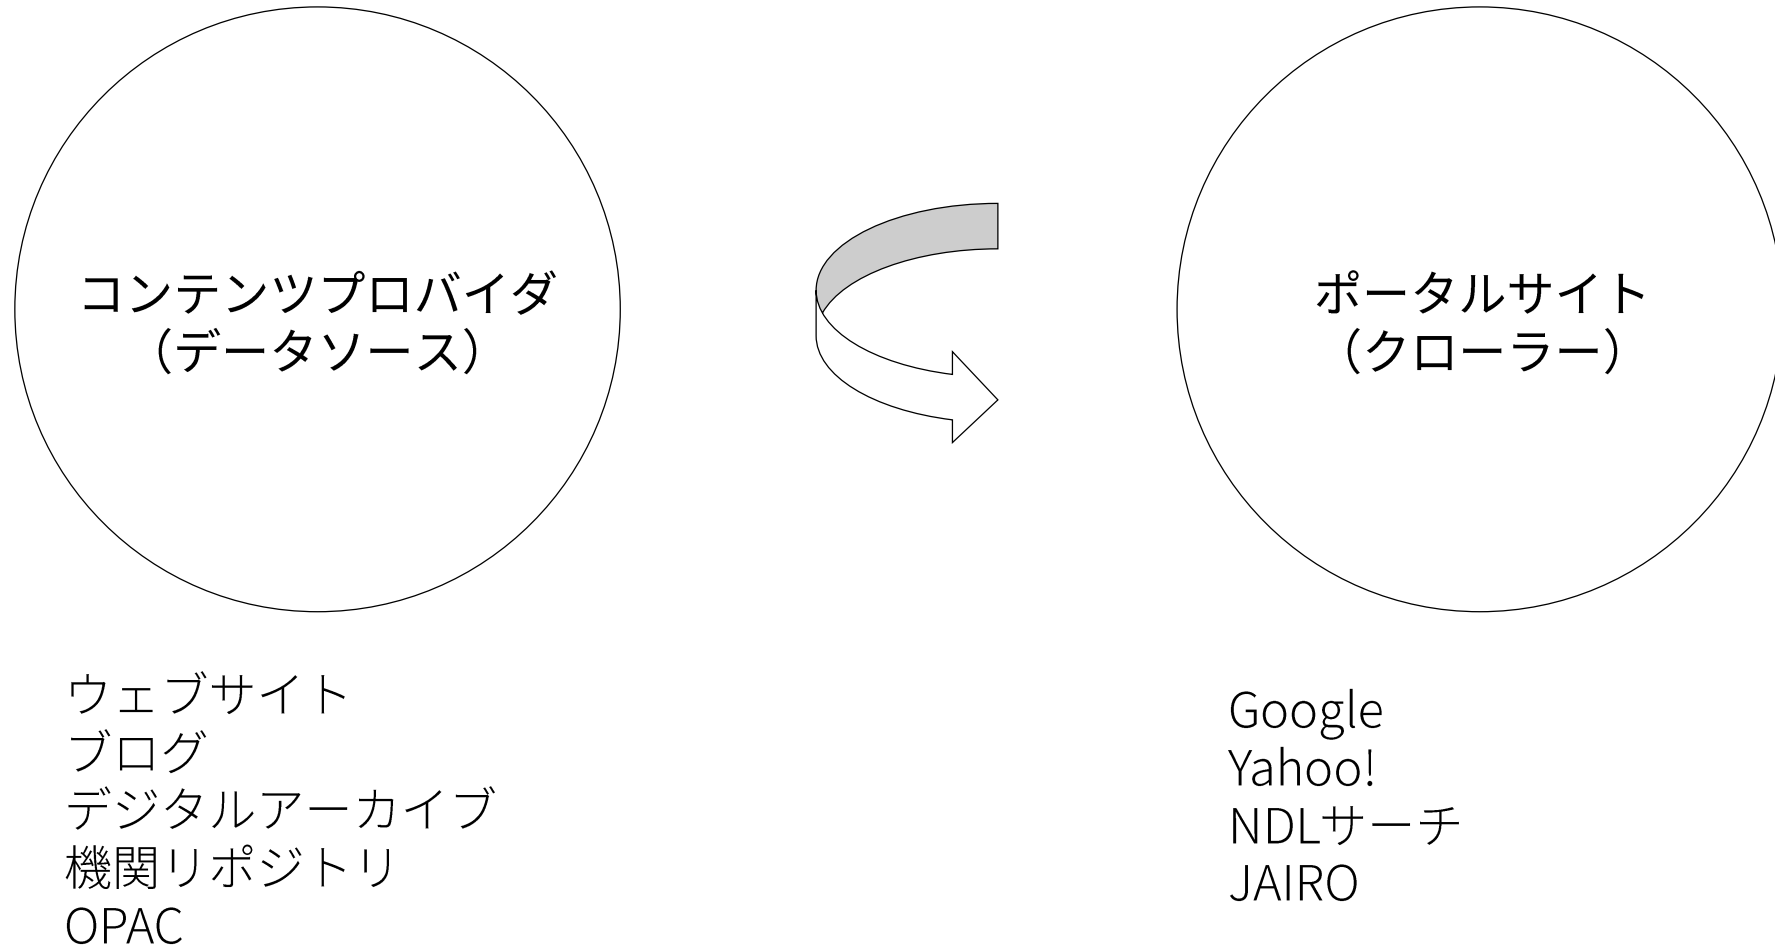 コンテンツプロバイダ
（データソース）
ウェブサイト
ブログ
デジタルアーカイブ
機関リポジトリ
OPAC
ポータルサイト
（クローラー）
Google
Yahoo!
NDLサーチ
JAIRO